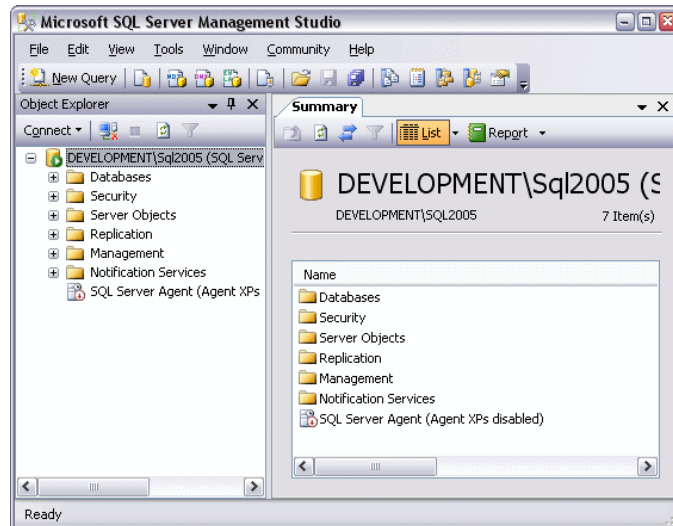 Microsoft SQL Server Management Studio
File Edit View Tools Window Community Help
New Query
Object Explorer
Connect
DEVELOPMENT\Sql2005 (SQL Serv
Databases
Security
Server Objects
Replication
Management
Notification Services
SQL Server Agent (Agent XPs
Summary
List Report
DEVELOPMENT\Sql2005 (S
DEVELOPMENT\SQL2005 7 Item(s)
Name
Databases
Security
Server Objects
Replication
Management
Notification Services
SQL Server Agent (Agent XPs disabled)
Ready